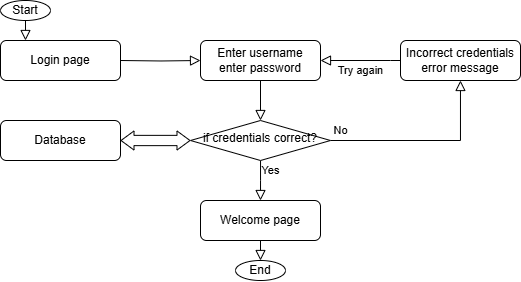 Start
Login page
Enter username
enter password
Incorrect credentials
error message
Try again
Database
if credentials correct?
No
Yes
Welcome page
End